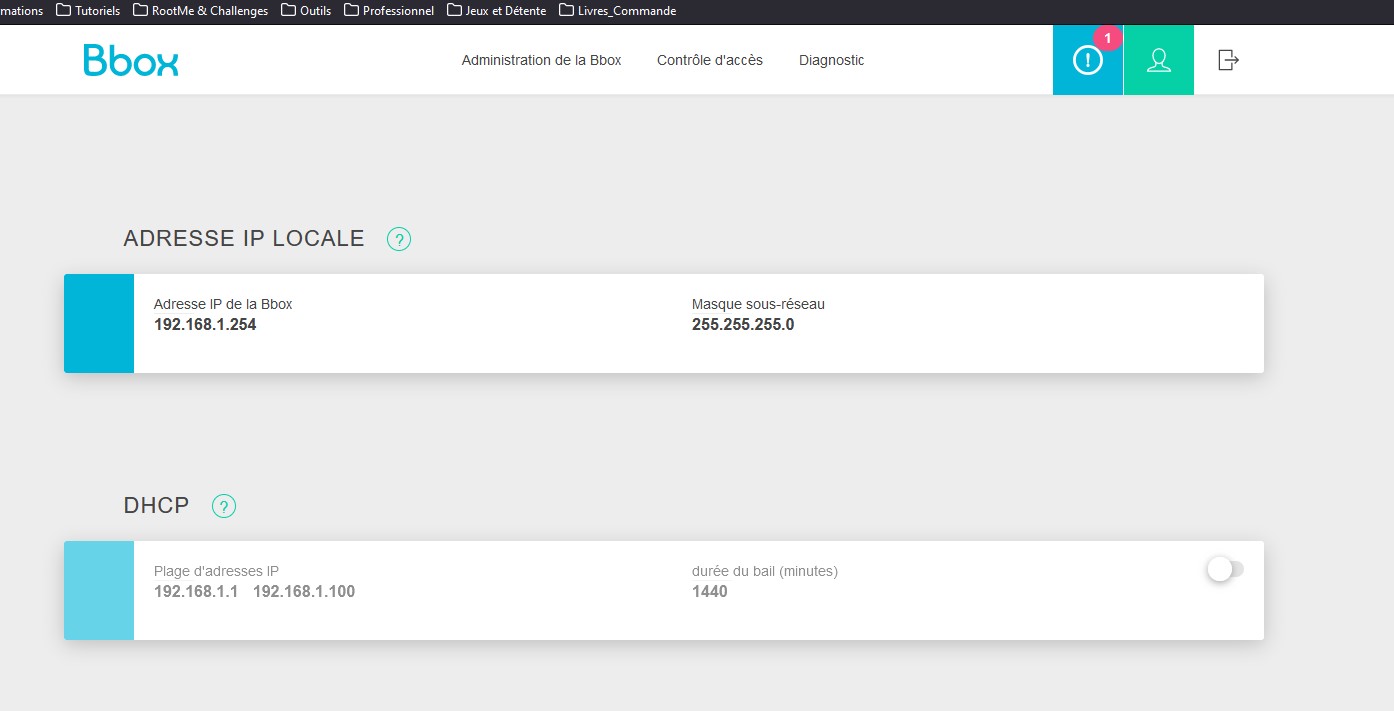 mations Tutoriels RootMe & Challenges Outils Professionnel Jeux et Détente Livres_Commande
Bbox Administration de la Bbox Contrôle d'accès Diagnostic 1
ADRESSE IP LOCALE ?
Adresse IP de la Bbox Masque sous-réseau
192.168.1.254 255.255.255.0
DHCP ?
Plage d'adresses IP durée du bail (minutes)
192.168.1.1 192.168.1.100 1440